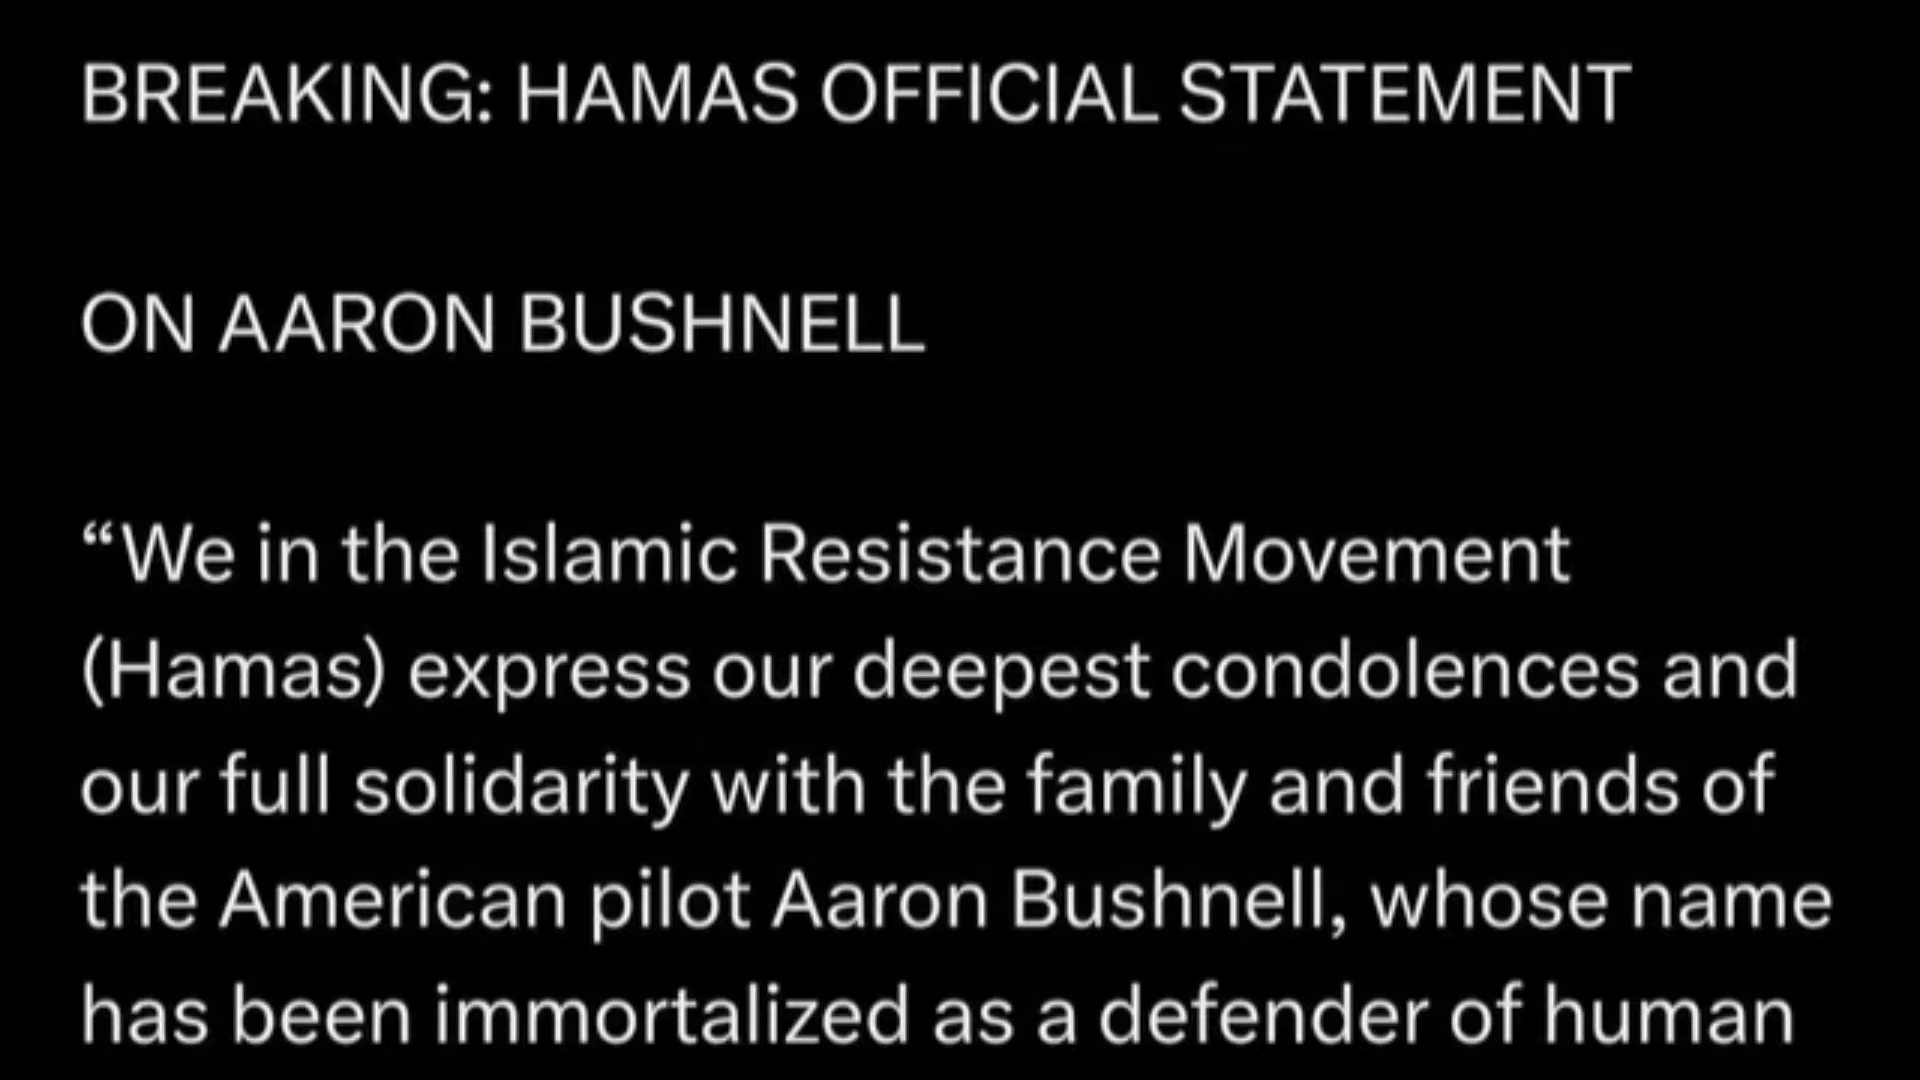 BREAKING: HAMAS OFFICIAL STATEMENT
ON AARON BUSHNELL
“We in the Islamic Resistance Movement
(Hamas) express our deepest condolences and
our full solidarity with the family and friends of
the American pilot Aaron Bushnell, whose name
has been immortalized as a defender of human